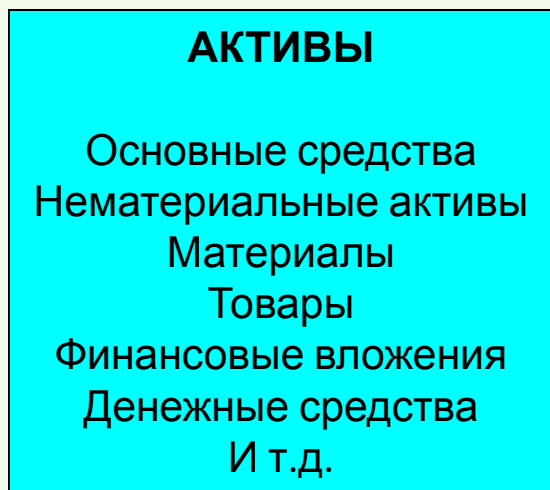 АКТИВЫ
Основные средства
Нематериальные активы
Материалы
Товары
Финансовые вложения
Денежные средства
И т.д.